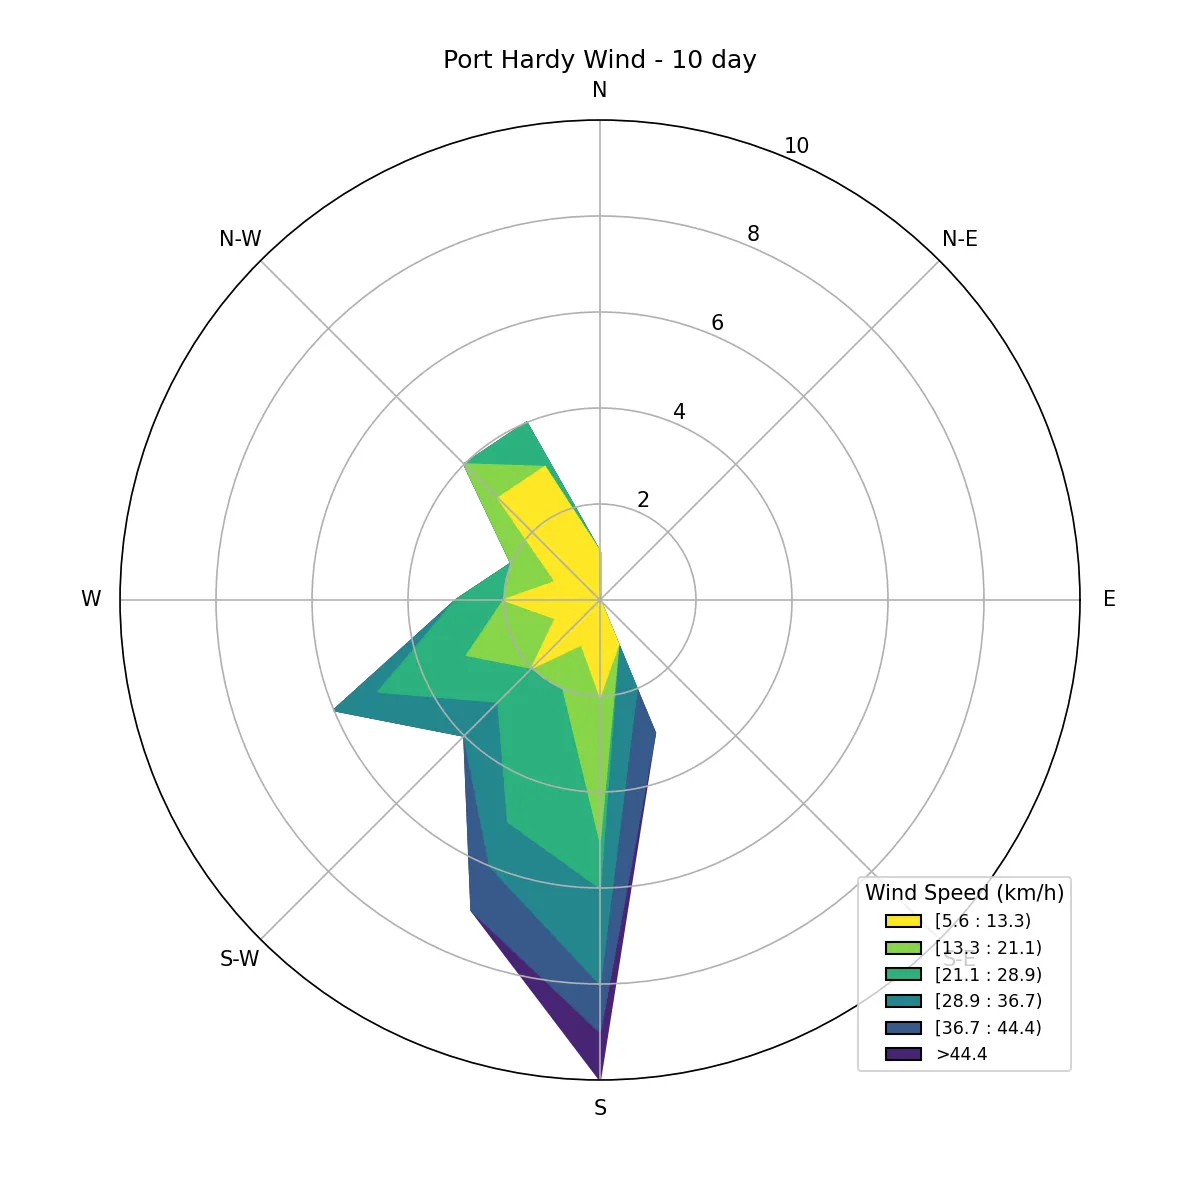 Port Hardy Wind - 10 day
N
10
N-W
8
N-E
6
4
2
W
E
S-W
S-E
S
Wind Speed (km/h)
[5.6 : 13.3)
[13.3 : 21.1)
[21.1 : 28.9)
[28.9 : 36.7)
[36.7 : 44.4)
>44.4